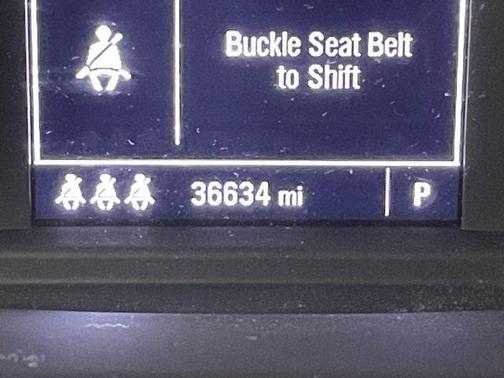 Buckle Seat Belt
to Shift
36634 mi P